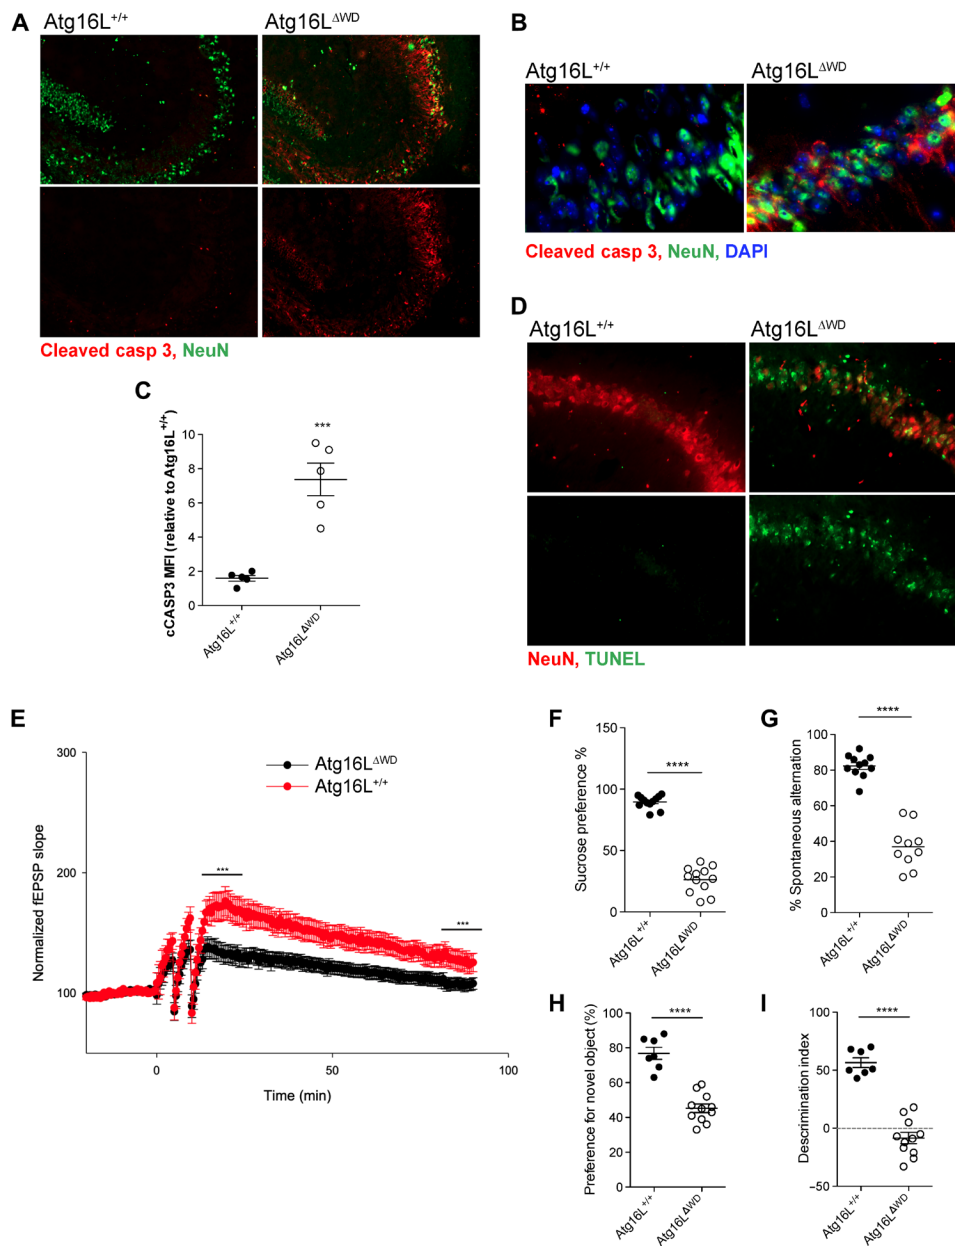 A
Atg16L+/+
Atg16LΔWD
Cleaved casp 3, NeuN
B
Atg16L+/+
Atg16LΔWD
Cleaved casp 3, NeuN, DAPI
C
cCASP3 MFI (relative to Atg16L+/+)
10
8
6
4
2
0
***
Atg16L+/+
Atg16LΔWD
D
Atg16L+/+
Atg16LΔWD
NeuN, TUNEL
E
Normalized fEPSP slope
300
200
100
Atg16LΔWD
Atg16L+/+
***
***
0
50
100
Time (min)
F
Sucrose preference %
150
100
50
0
****
Atg16L+/+
Atg16LΔWD
G
% Spontaneous alternation
100
80
60
40
20
0
****
Atg16L+/+
Atg16LΔWD
H
Preference for novel object (%)
100
80
60
40
20
0
****
Atg16L+/+
Atg16LΔWD
I
Descrimination index
100
50
0
−50
****
Atg16L+/+
Atg16LΔWD